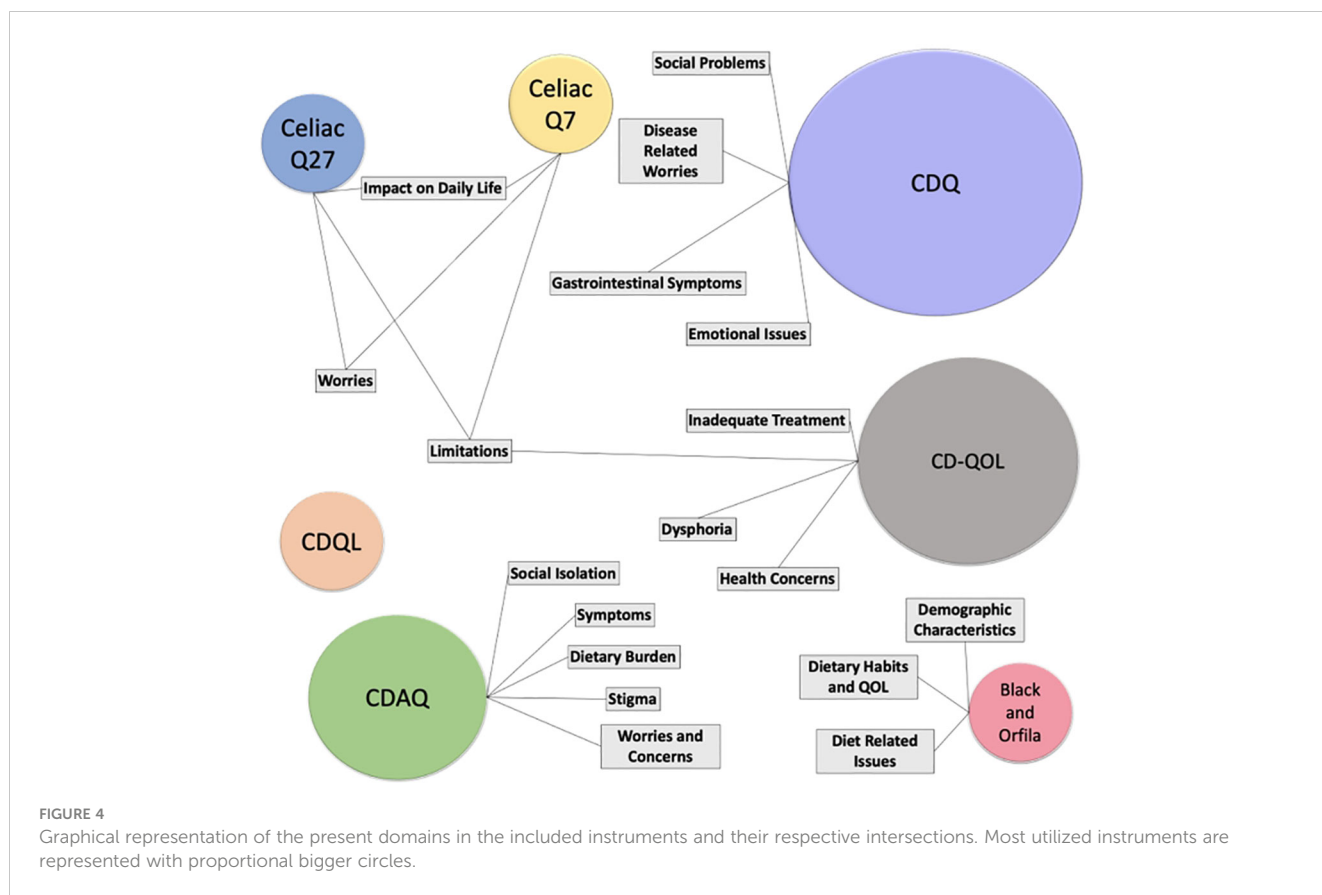 Social Problems
Celiac
Q7
Celiac
Q27
Disease
Related
Worries
CDQ
Impact on Daily Life
Gastrointestinal Symptoms
Emotional Issues
Worries
Inadequate Treatment
Limitations
CD-QOL
Dysphoria
CDQL
Health Concerns
Social Isolation
Symptoms
Dietary Burden
CDAQ
Stigma
Worries and
Concerns
Demographic
Characteristics
Dietary Habits
and QOL
Black
and
Orfila
Diet Related
Issues
FIGURE 4
Graphical representation of the present domains in the included instruments and their respective intersections. Most utilized instruments are
represented with proportional bigger circles.